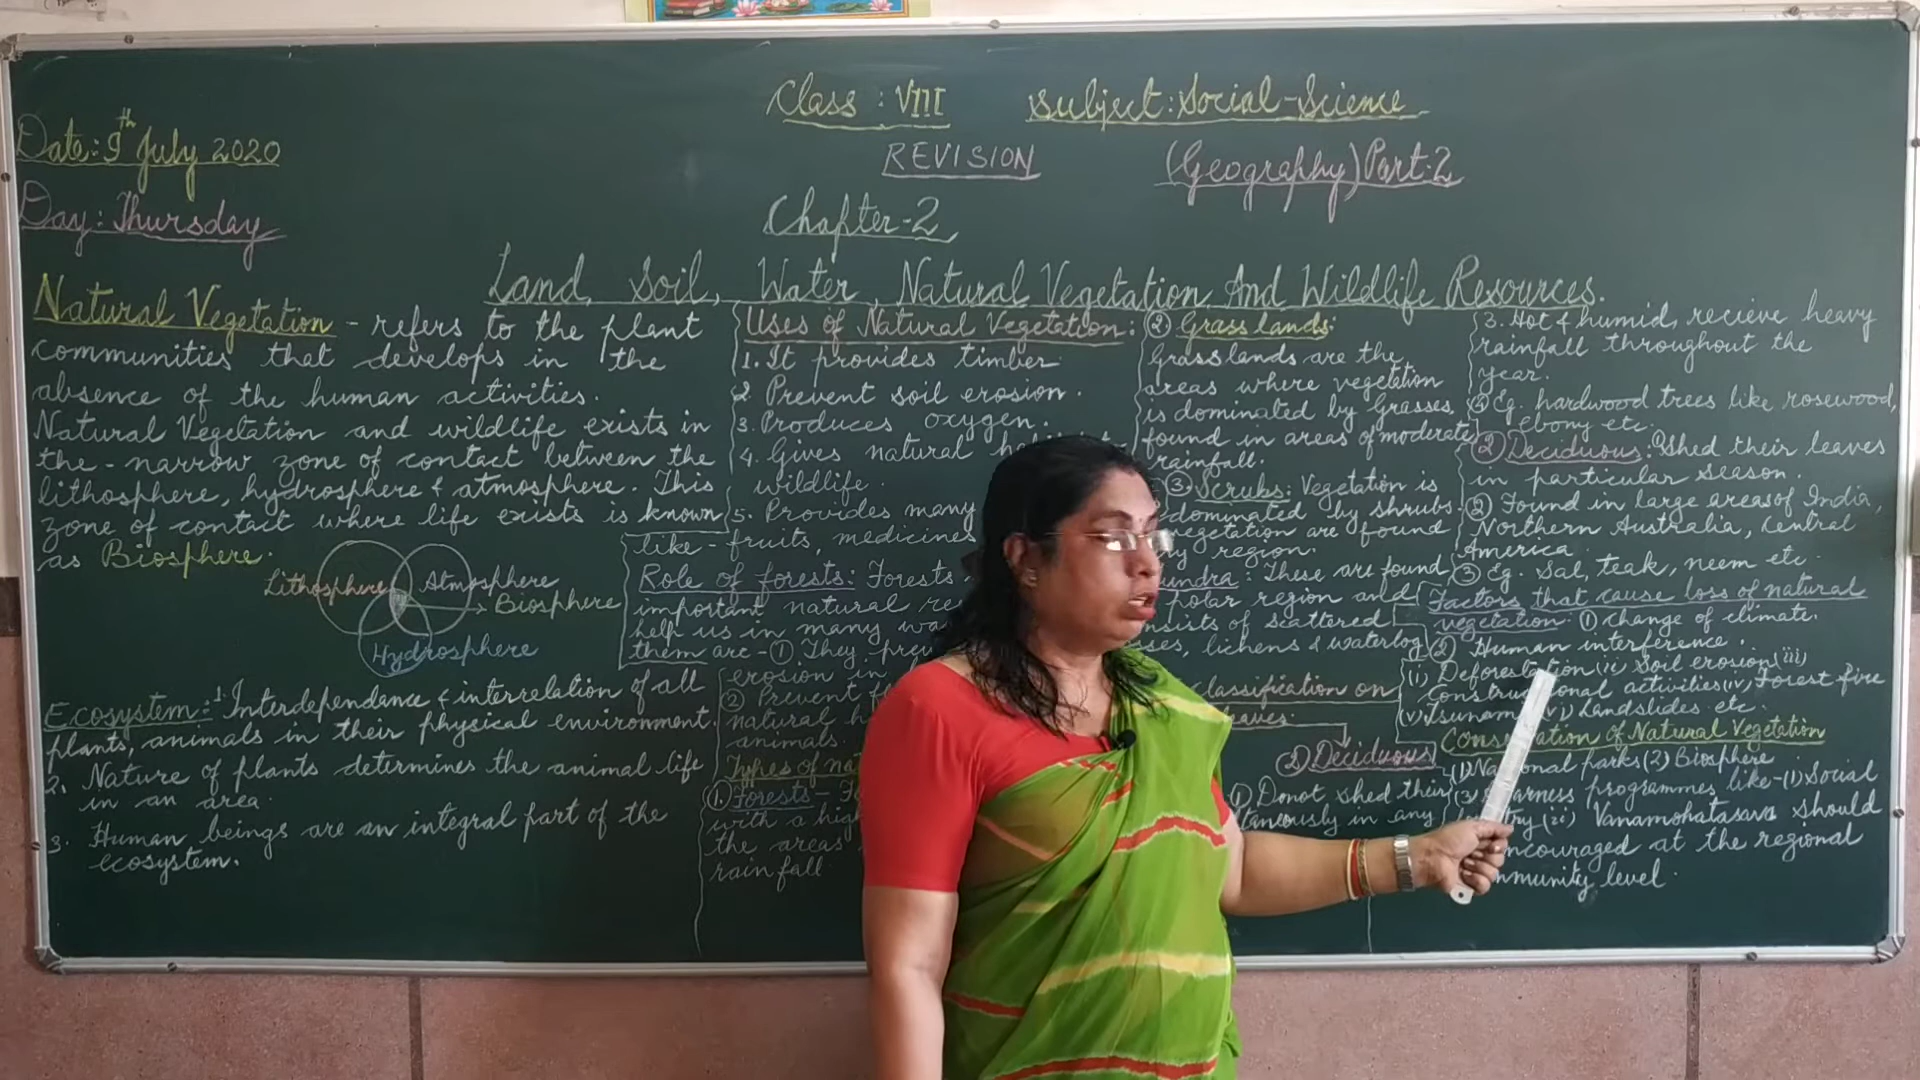 Class : VIII Subject : Social-Science
Date: 9th July 2020
REVISION (Geography) Part-2
Day: Thursday
Chapter-2
Land, Soil, Water, Natural Vegetation And Wildlife Resources.
Natural Vegetation - refers to the plant
communities that develops in the
absence of the human activities.
Natural Vegetation and wildlife exists in
the - narrow zone of contact between the
lithosphere, hydrosphere & atmosphere. This
zone of contact where life exists is known
as Biosphere.
Lithosphere Atmosphere
Biosphere
Hydrosphere
Ecosystem:- 1. Interdependance & interrelation of all
plants, animals in their physical environment.
2. Nature of plants determines the animal life
in an area.
3. Human beings are an integral part of the
ecosystem.
Uses of Natural Vegetation:
1. It provides timber
2. Prevent soil erosion.
3. Produces oxygen.
4. Gives natural
wildlife.
5. Provides many
like - fruits, medicines
Role of forests: Forests
important natural
help us in many
them are - ① They
erosion in
② Prevent
natural
animals.
Types of
1. Forests -
with a
the areas
rainfall
② Grasslands:
Grasslands are the
areas where vegetation
is dominated by Grasses,
found in areas of moderate
rainfall.
③ Scrubs: Vegetation is
dominated by shrubs.
vegetation are found
region.
: These are found
polar region and
of scattered
lichens & waterlog
classification on
② Deciduous
① Donot shed their
in any
3. Hot & humid, recieve heavy
rainfall throughout the
year.
④ Eg. hardwood trees like rosewood,
ebony etc.
② Deciduous: ① Shed their leaves
in particular season.
② Found in large areas of India,
Northern Australia, Central
America
③ Eg. Sal, teak, neem etc.
Factors that cause loss of natural
vegetation: ① Change of climate.
② Human interference.
(i) Deforestation (ii) Soil erosion (iii)
Constructional activities (iv) Forest fire
(v) Tsunami (vi) Landslides etc.
Conservation of Natural Vegetation
(1) National parks (2) Biosphere
(3) programmes like - (1) Social
(ii) Vanamohatasava should
at the regional
level.